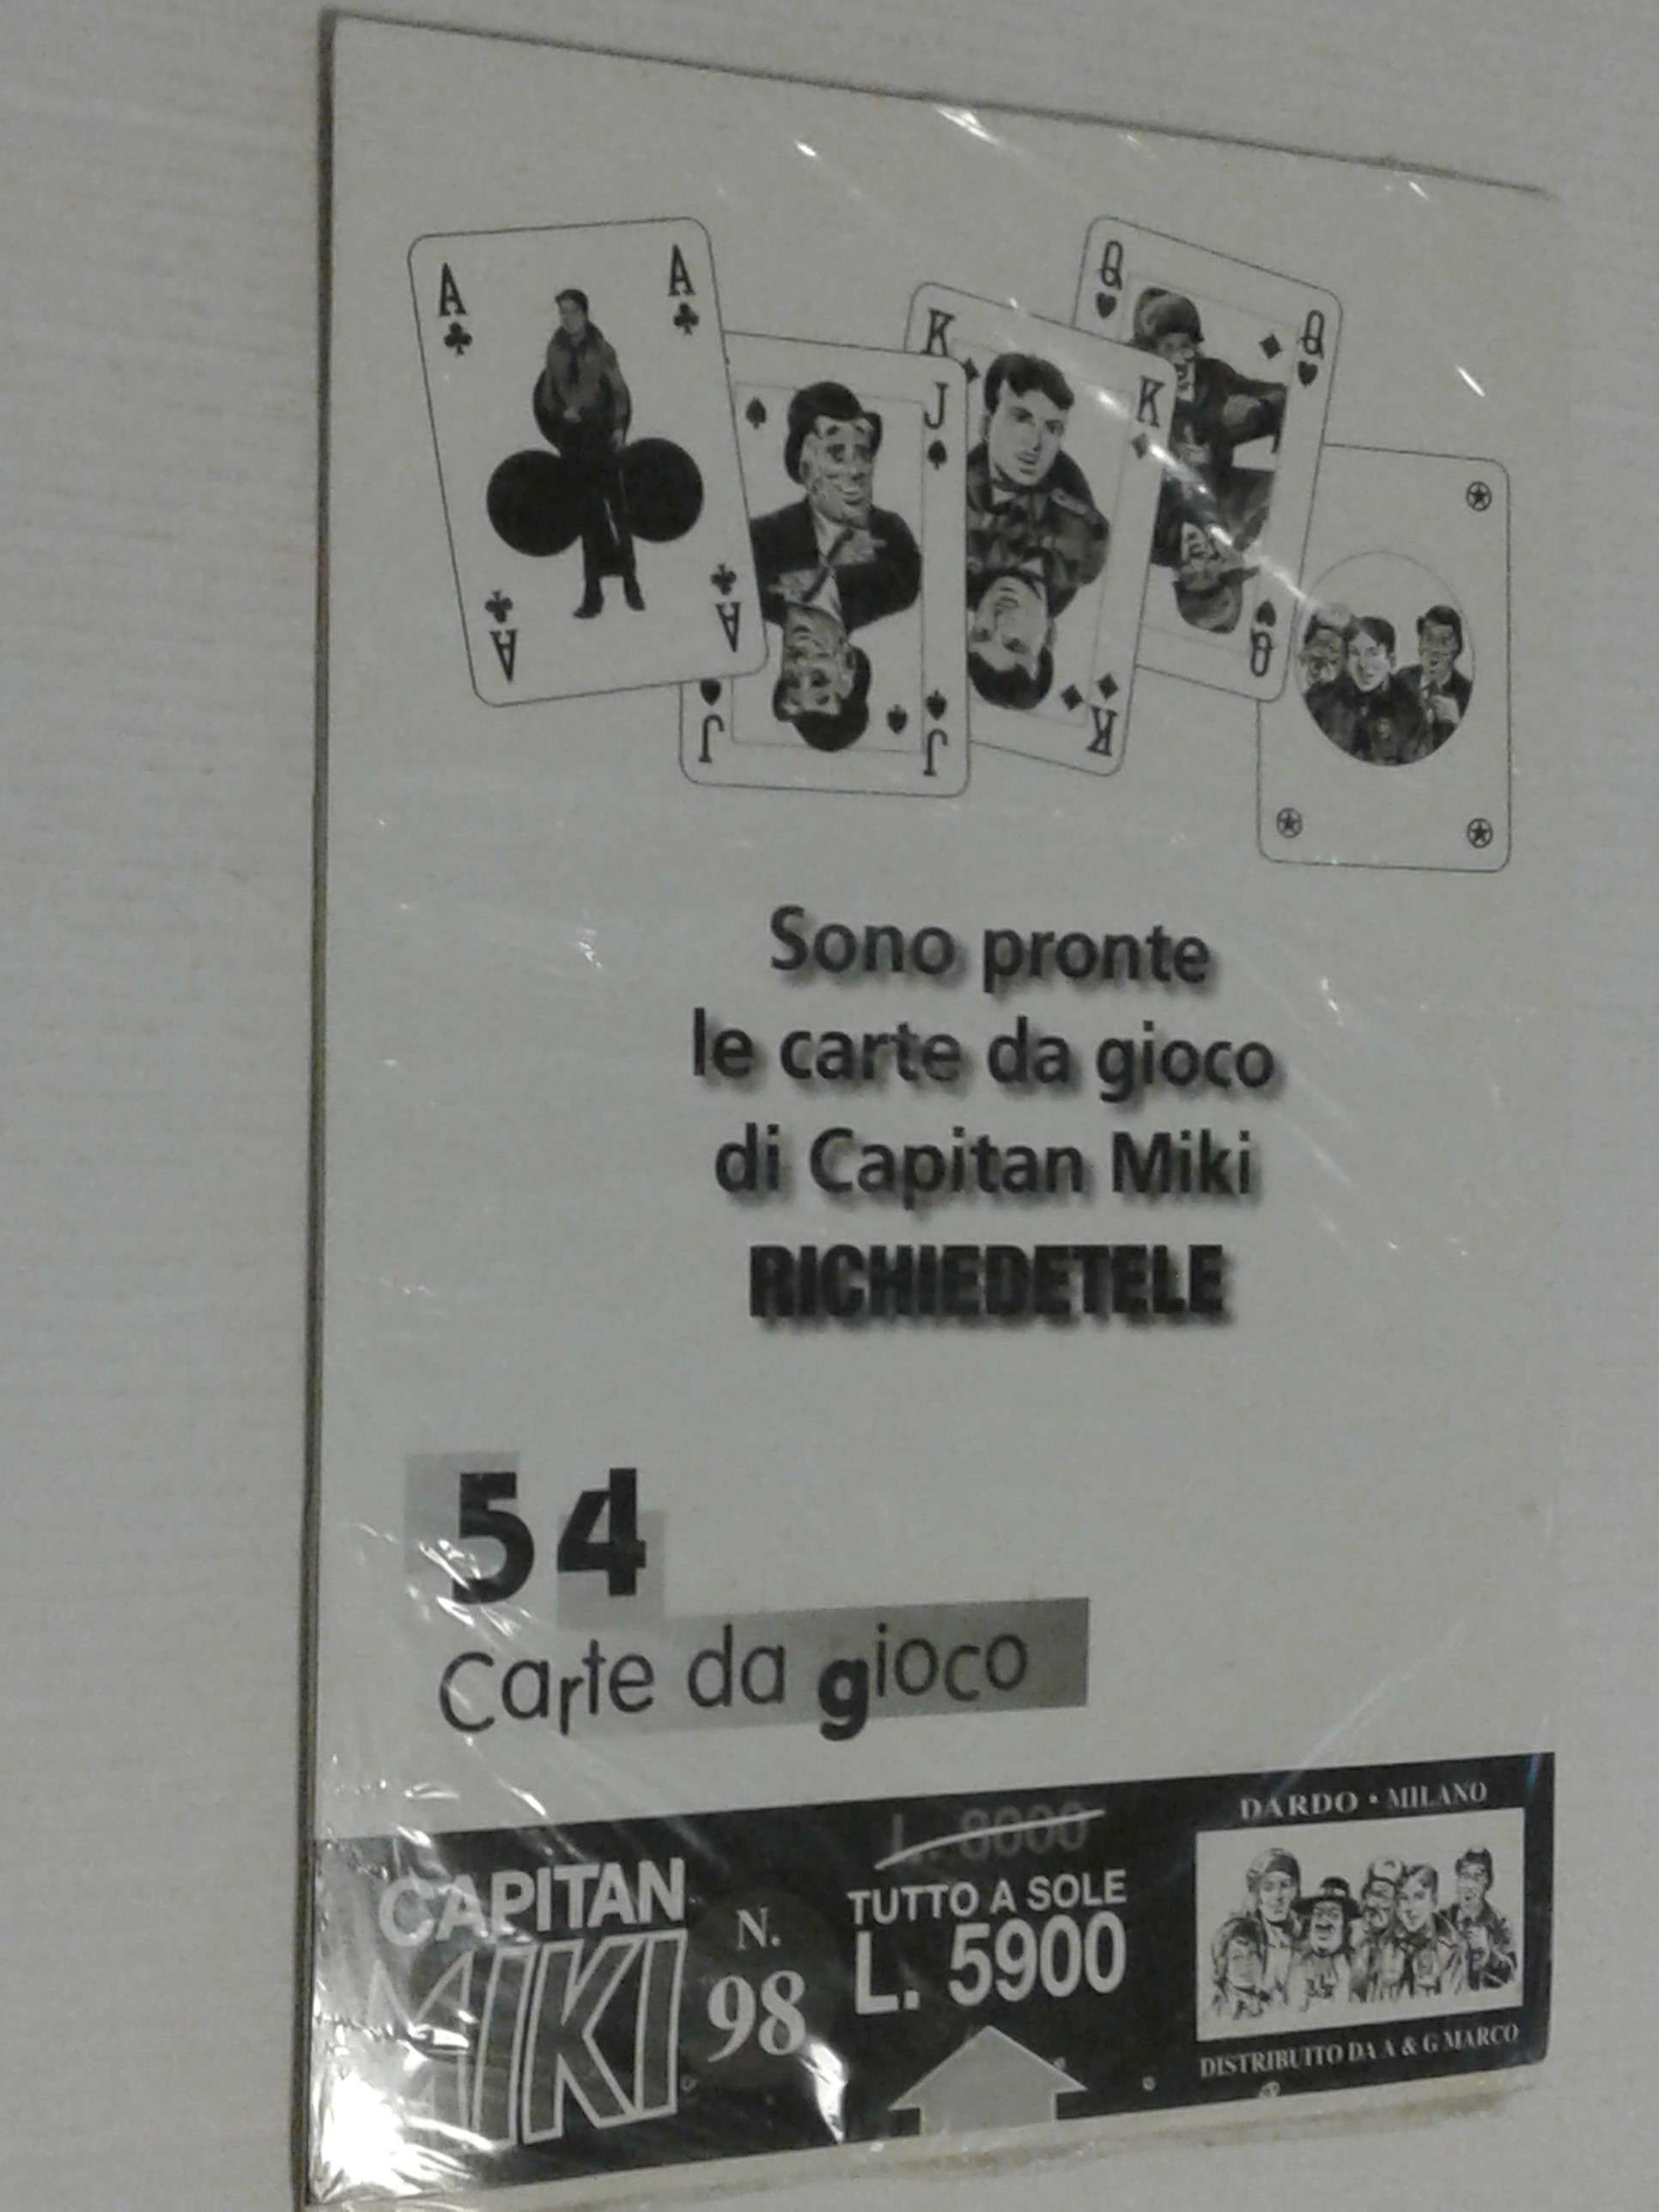 A A
A A
J
J J
K K
K
Q Q
Q
Sono pronte
le carte da gioco
di Capitan Miki
RICHIEDETELE
54
Carte da gioco
CAPITAN
MIKI
N.
98
L. 8000
TUTTO A SOLE
L. 5900
DARDO • MILANO
DISTRIBUITO DA A & G MARCO